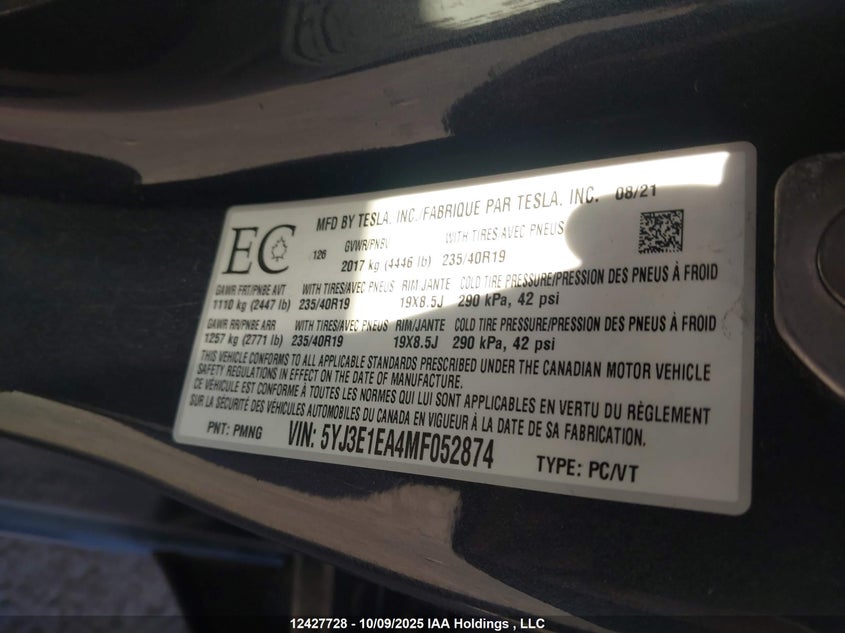 MFD BY TESLA, INC./FABRIQUE PAR TESLA, INC. 08/21
EC
126
GVWR/PNBV WITH TIRES/AVEC PNEUS
2017 kg (4446 lb) 235/40R19
GAWR FRT/PNBE AVT WITH TIRES/AVEC PNEUS RIM JANTE COLD TIRE PRESSURE/PRESSION DES PNEUS À FROID
1110 kg (2447 lb) 235/40R19 19X8.5J 290 kPa, 42 psi
GAWR RR/PNBE ARR WITH TIRES/AVEC PNEUS RIM/JANTE COLD TIRE PRESSURE/PRESSION DES PNEUS À FROID
1257 kg (2771 lb) 235/40R19 19X8.5J 290 kPa, 42 psi
THIS VEHICLE CONFORMS TO ALL APPLICABLE STANDARDS PRESCRIBED UNDER THE CANADIAN MOTOR VEHICLE
SAFETY REGULATIONS IN EFFECT ON THE DATE OF MANUFACTURE.
CE VÉHICULE EST CONFORME À TOUTES LES NORMES QUI LUI SONT APPLICABLES EN VERTU DU RÈGLEMENT
SUR LA SÉCURITÉ DES VÉHICULES AUTOMOBILES DU CANADA EN VIGUEUR À LA DATE DE SA FABRICATION.
PNT: PMNG VIN: 5YJ3E1EA4MF052874 TYPE: PC/VT
12427728 - 10/09/2025 IAA Holdings , LLC